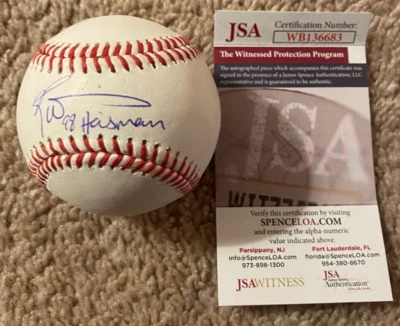 98 Heisman
JSA
Certification Number:
WB136683
The Witnessed Protection Program
The autographed piece which accompanies this certificate was
signed in the presence of a James Spence Authentication, LLC
representative and is guaranteed to be authentic.
JSA
Verify this certification by visiting
SPENCELOA.COM
and entering the alpha-numeric
value indicated above.
Parsippany, NJ
info@SpenceLOA.com
973-898-1300
Fort Lauderdale, FL
florida@SpenceLOA.com
954-380-8670
JSAWITNESS
JSA
Authentication